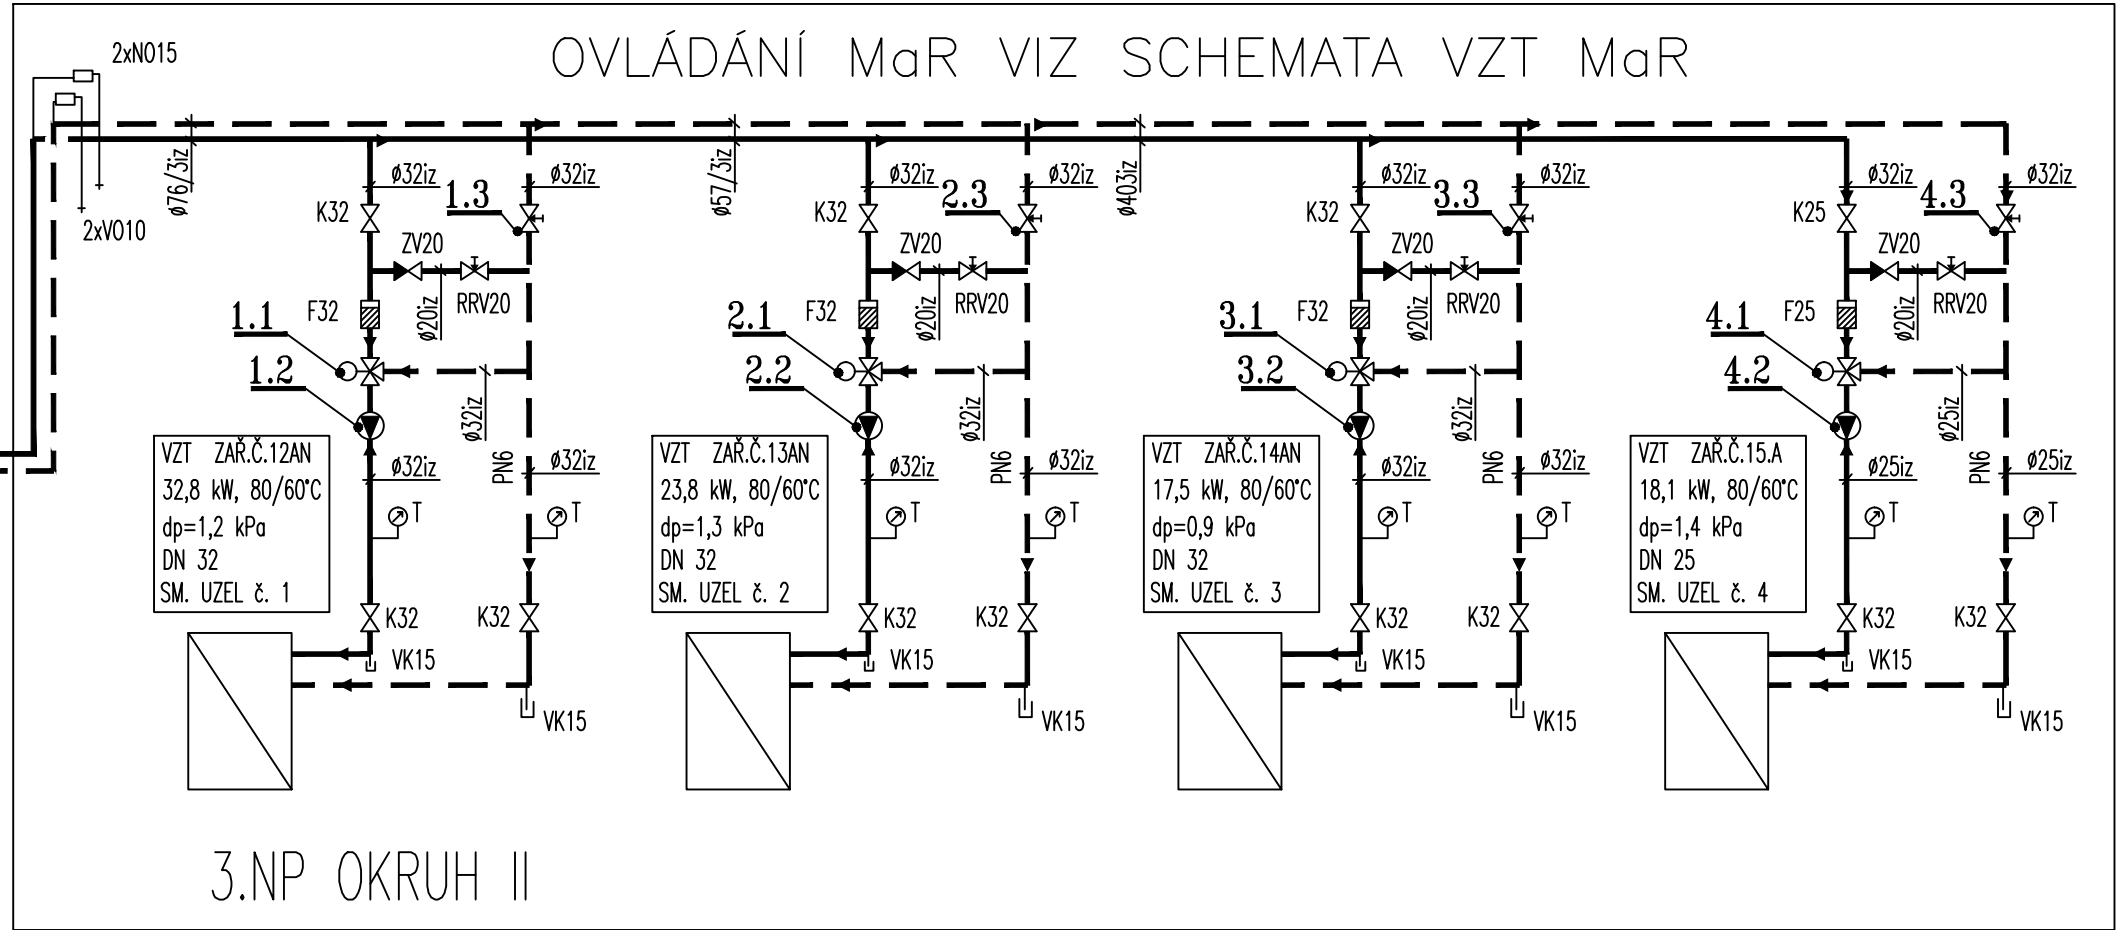 OVLÁDÁNÍ MaR VIZ SCHEMATA VZT MaR
2xNO15
2xVO10
ø76/3iz
ø57/3iz
ø403iz
ø32iz
ø32iz
K32
1.3
ZV20
RRV20
ø20iz
F32
1.1
1.2
ø32iz
VZT ZAŘ.Č.12AN
32,8 kW, 80/60°C
dp=1,2 kPa
DN 32
SM. UZEL č. 1
ø32iz
PN6
ø32iz
T
T
K32
K32
VK15
VK15
ø32iz
ø32iz
K32
2.3
ZV20
RRV20
ø20iz
F32
2.1
2.2
ø32iz
VZT ZAŘ.Č.13AN
23,8 kW, 80/60°C
dp=1,3 kPa
DN 32
SM. UZEL č. 2
ø32iz
PN6
ø32iz
T
T
K32
K32
VK15
VK15
ø32iz
ø32iz
K32
3.3
ZV20
RRV20
ø20iz
F32
3.1
3.2
ø32iz
VZT ZAŘ.Č.14AN
17,5 kW, 80/60°C
dp=0,9 kPa
DN 32
SM. UZEL č. 3
ø32iz
PN6
ø32iz
T
T
K32
K32
VK15
VK15
ø32iz
ø32iz
K25
4.3
ZV20
RRV20
ø20iz
F25
4.1
4.2
ø25iz
VZT ZAŘ.Č.15.A
18,1 kW, 80/60°C
dp=1,4 kPa
DN 25
SM. UZEL č. 4
ø25iz
PN6
ø25iz
T
T
K32
K32
VK15
VK15
3.NP OKRUH II